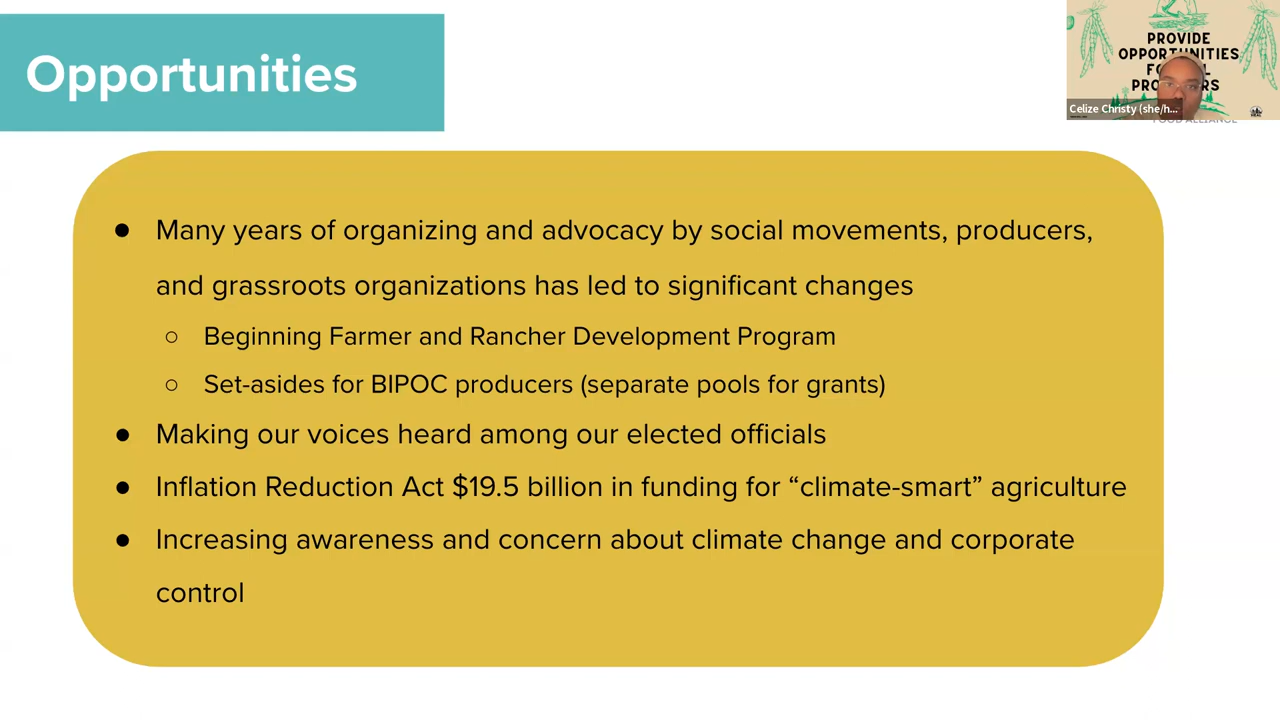 Opportunities
PROVIDE
OPPORTUNITIES
Celize Christy (she/h...
FOOD ALLIANCE
● Many years of organizing and advocacy by social movements, producers,
and grassroots organizations has led to significant changes
○ Beginning Farmer and Rancher Development Program
○ Set-asides for BIPOC producers (separate pools for grants)
● Making our voices heard among our elected officials
● Inflation Reduction Act $19.5 billion in funding for “climate-smart” agriculture
● Increasing awareness and concern about climate change and corporate
control